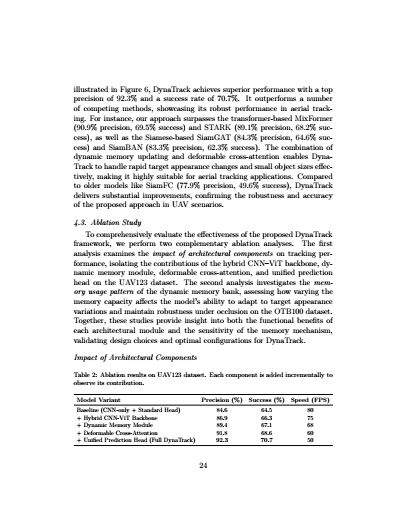 illustrated in Figure 6, DynaTrack achieves superior performance with a top
precision of 92.3% and a success rate of 70.7%. It outperforms a number
of competing methods, showcasing its robust performance in aerial track-
ing. For instance, our approach surpasses the transformer-based MixFormer
(90.9% precision, 69.5% success) and STARK (89.1% precision, 68.2% suc-
cess), as well as the Siamese-based SiamGAT (84.3% precision, 64.6% suc-
cess) and SiamBAN (83.3% precision, 62.3% success). The combination of
dynamic memory updating and deformable cross-attention enables Dyna-
Track to handle rapid target appearance changes and small object sizes effec-
tively, making it highly suitable for aerial tracking applications. Compared
to older models like SiamFC (77.9% precision, 49.6% success), DynaTrack
delivers substantial improvements, confirming the robustness and accuracy
of the proposed approach in UAV scenarios.
4.3. Ablation Study
To comprehensively evaluate the effectiveness of the proposed DynaTrack
framework, we perform two complementary ablation analyses. The first
analysis examines the impact of architectural components on tracking per-
formance, isolating the contributions of the hybrid CNN–ViT backbone, dy-
namic memory module, deformable cross-attention, and unified prediction
head on the UAV123 dataset. The second analysis investigates the mem-
ory usage pattern of the dynamic memory bank, assessing how varying the
memory capacity affects the model's ability to adapt to target appearance
variations and maintain robustness under occlusion on the OTB100 dataset.
Together, these studies provide insight into both the functional benefits of
each architectural module and the sensitivity of the memory mechanism,
validating design choices and optimal configurations for DynaTrack.
Impact of Architectural Components
Table 2: Ablation results on UAV123 dataset. Each component is added incrementally to
observe its contribution.
Model Variant Precision (%) Success (%) Speed (FPS)
Baseline (CNN-only + Standard Head) 84.6 64.5 80
+ Hybrid CNN-ViT Backbone 86.9 66.3 75
+ Dynamic Memory Module 89.4 67.1 68
+ Deformable Cross-Attention 91.8 68.6 60
+ Unified Prediction Head (Full DynaTrack) 92.3 70.7 50
24